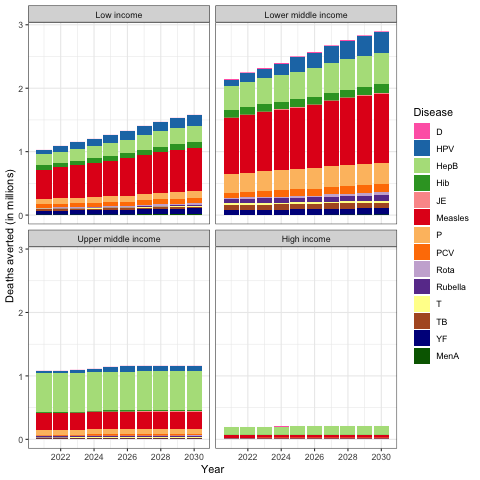 Low income
Lower middle income
3
2
1
0
Upper middle income
High income
3
2
1
0
2022
2024
2026
2028
2030
2022
2024
2026
2028
2030
Year
Deaths averted (in millions)
Disease
D
HPV
HepB
Hib
JE
Measles
P
PCV
Rota
Rubella
T
TB
YF
MenA